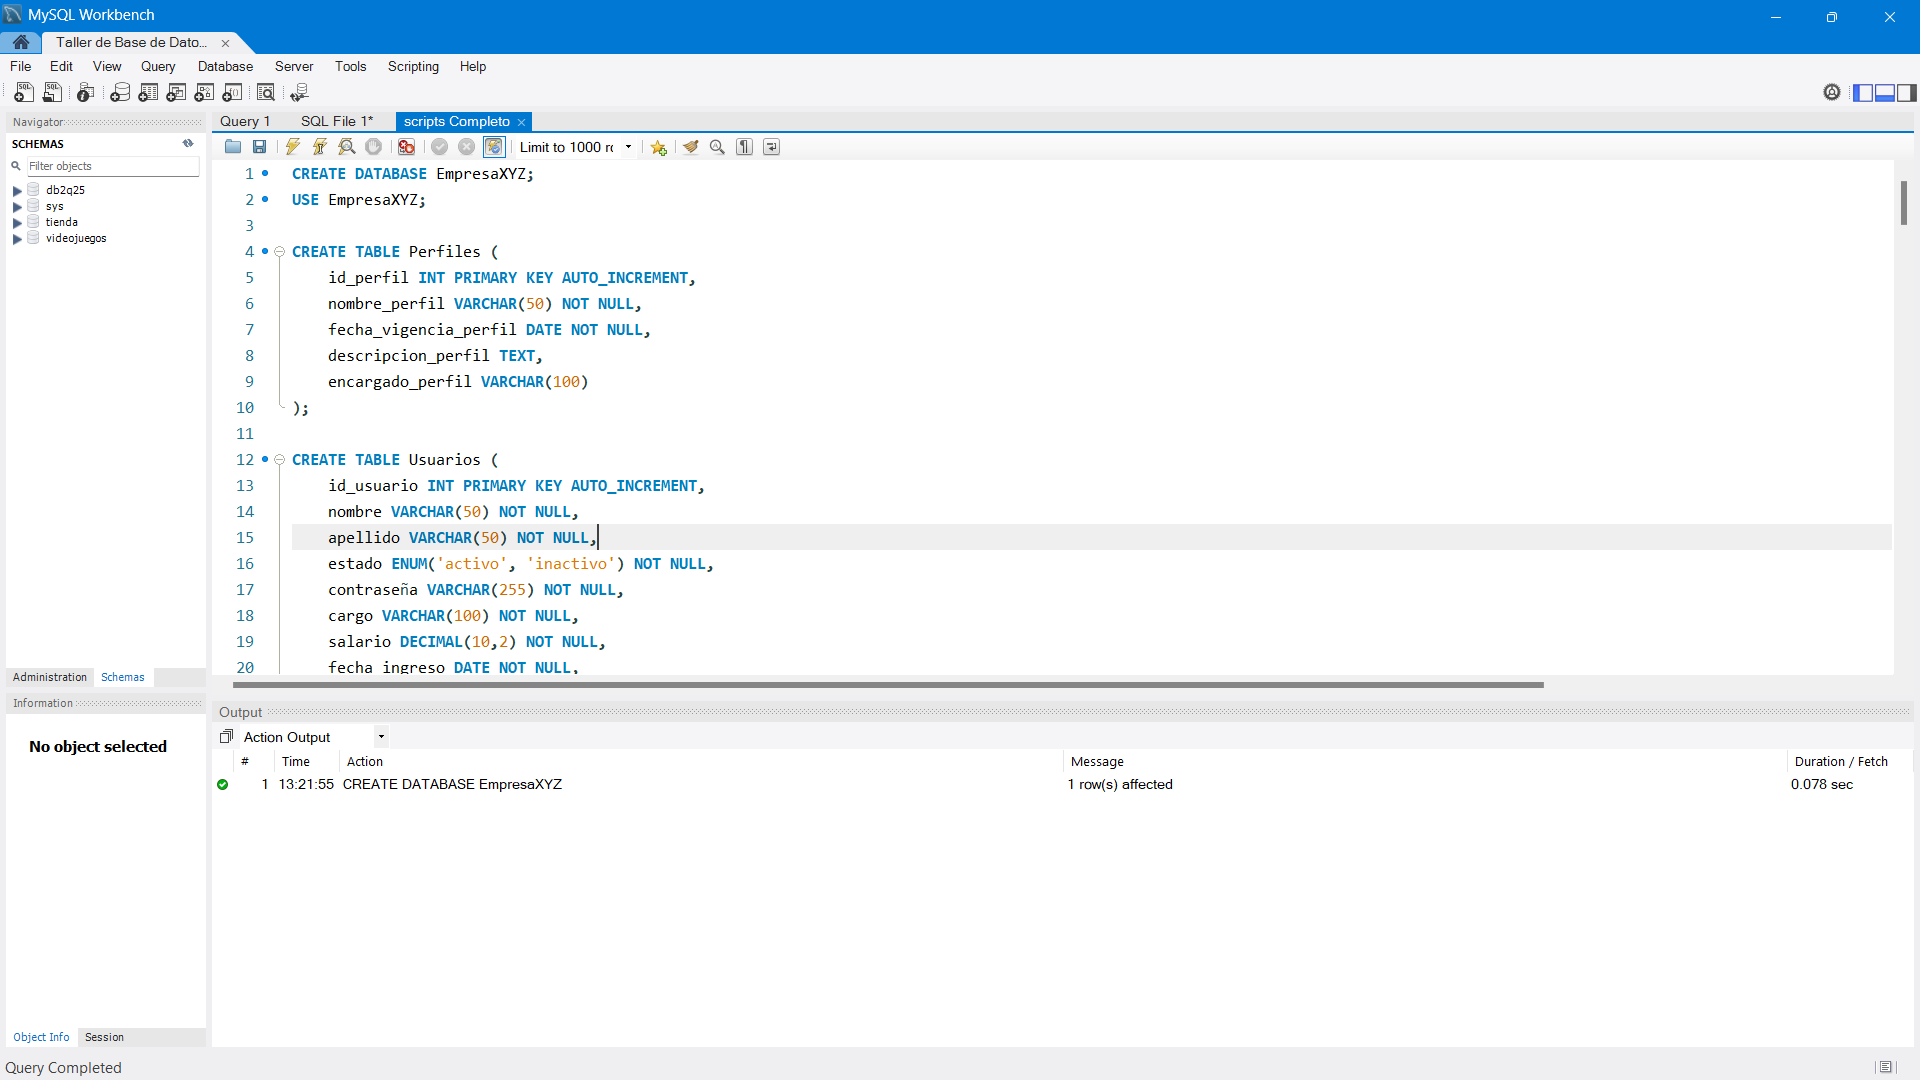 MySQL Workbench
Taller de Base de Dato...
File Edit View Query Database Server Tools Scripting Help
Navigator
SCHEMAS
Filter objects
db2q25
sys
tienda
videojuegos
Administration Schemas
Information
No object selected
Object Info Session
Query 1 SQL File 1* scripts Completo
Limit to 1000 r
1 CREATE DATABASE EmpresaXYZ;
2 USE EmpresaXYZ;
3
4 CREATE TABLE Perfiles (
5 id_perfil INT PRIMARY KEY AUTO_INCREMENT,
6 nombre_perfil VARCHAR(50) NOT NULL,
7 fecha_vigencia_perfil DATE NOT NULL,
8 descripcion_perfil TEXT,
9 encargado_perfil VARCHAR(100)
10 );
11
12 CREATE TABLE Usuarios (
13 id_usuario INT PRIMARY KEY AUTO_INCREMENT,
14 nombre VARCHAR(50) NOT NULL,
15 apellido VARCHAR(50) NOT NULL,
16 estado ENUM('activo', 'inactivo') NOT NULL,
17 contraseña VARCHAR(255) NOT NULL,
18 cargo VARCHAR(100) NOT NULL,
19 salario DECIMAL(10,2) NOT NULL,
20 fecha_ingreso DATE NOT NULL,
Output
Action Output
# Time Action Message Duration / Fetch
1 13:21:55 CREATE DATABASE EmpresaXYZ 1 row(s) affected 0.078 sec
Query Completed